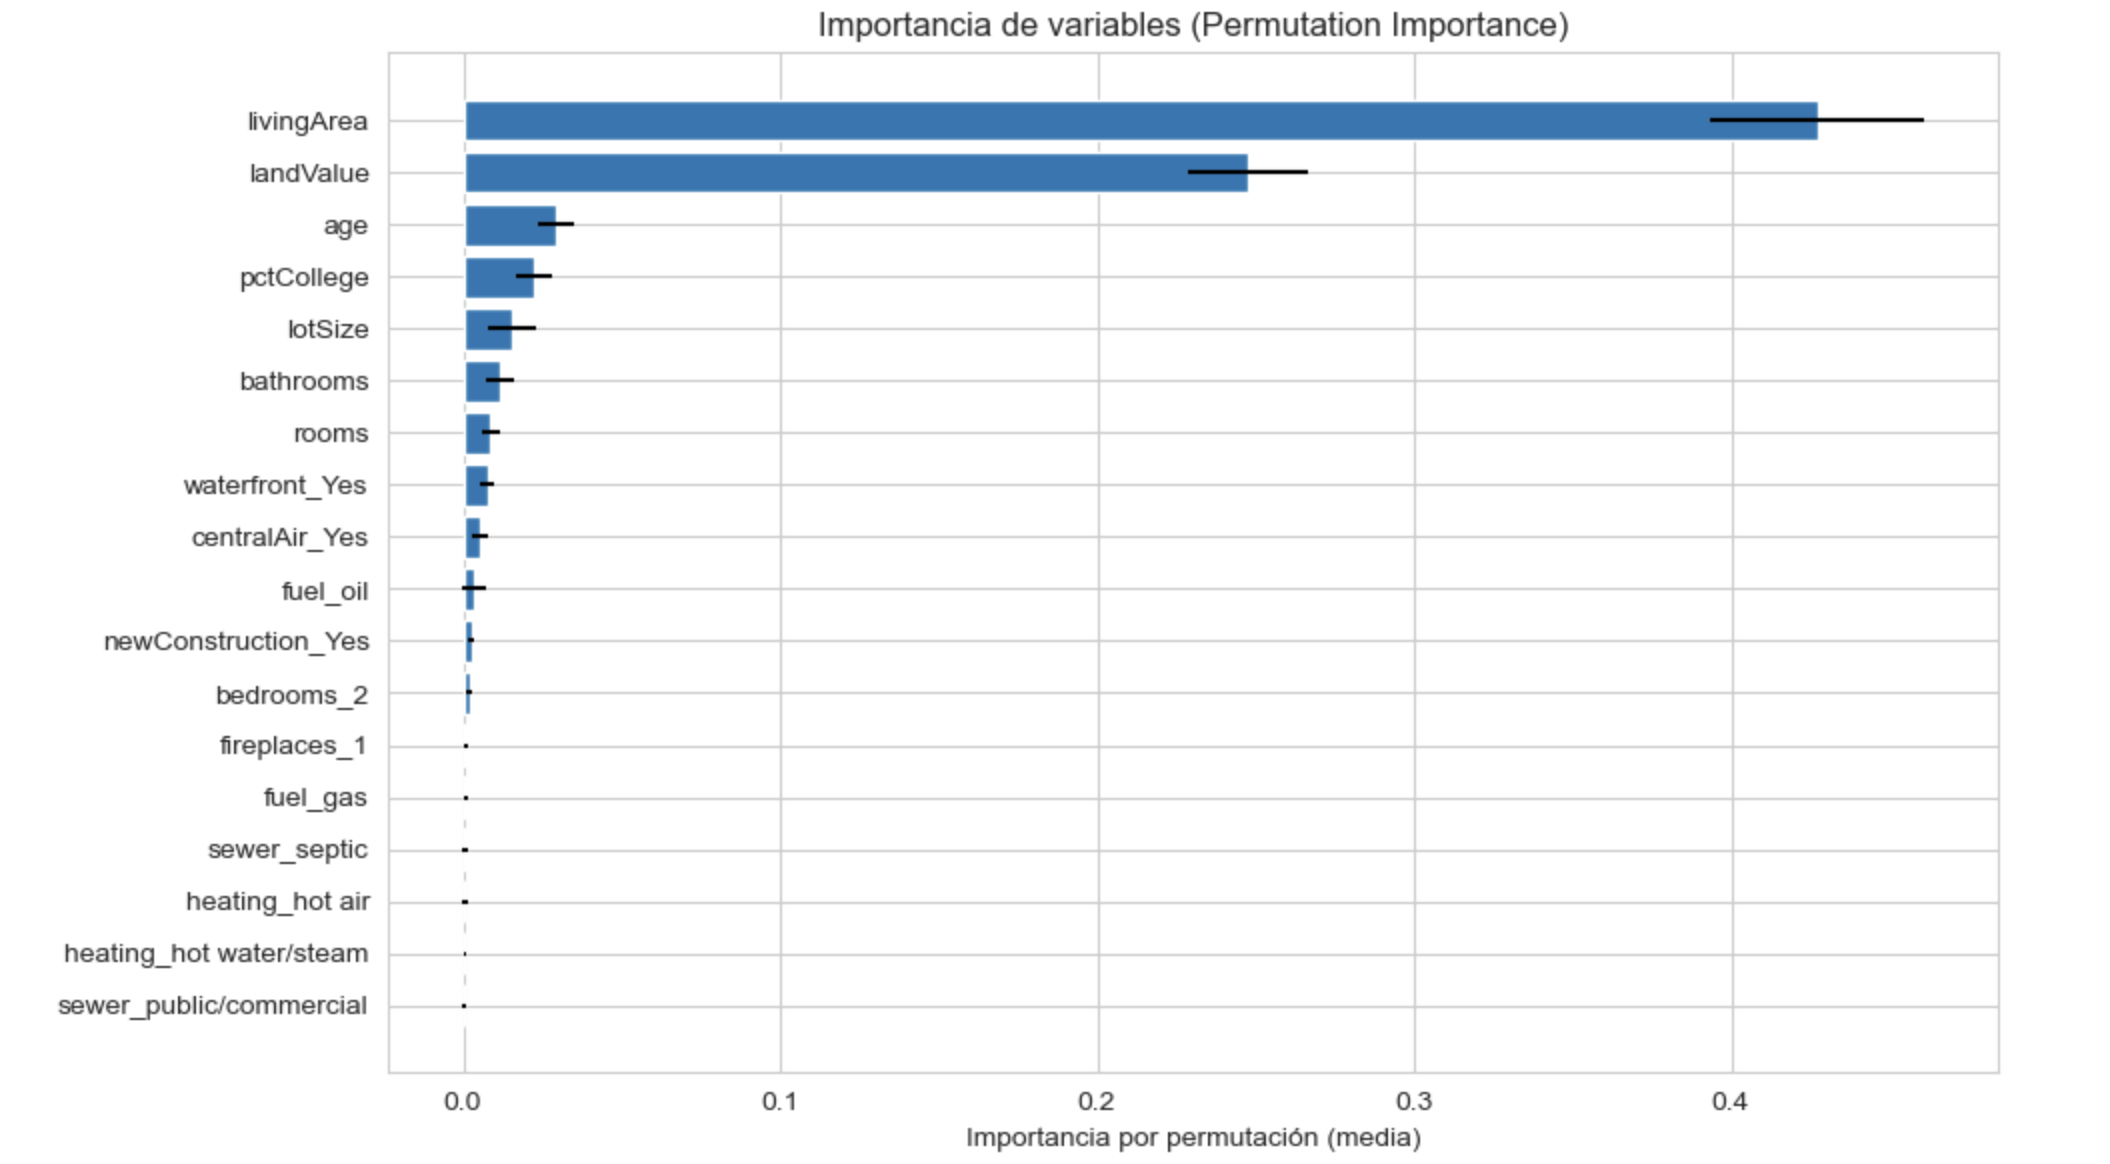 Importancia de variables (Permutation Importance)
livingArea
landValue
age
pctCollege
lotSize
bathrooms
rooms
waterfront_Yes
centralAir_Yes
fuel_oil
newConstruction_Yes
bedrooms_2
fireplaces_1
fuel_gas
sewer_septic
heating_hot air
heating_hot water/steam
sewer_public/commercial
0.0 0.1 0.2 0.3 0.4
Importancia por permutación (media)